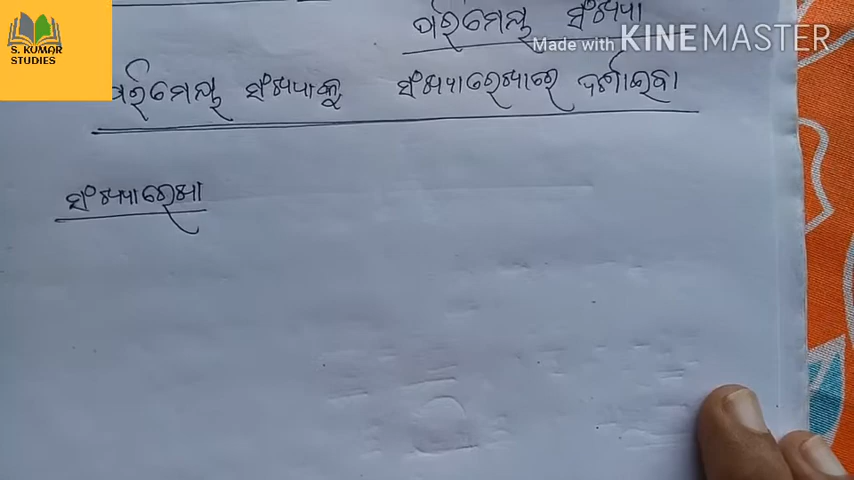 ପରିମେୟ ସଂଖ୍ୟା
Made with KINEMASTER
S. KUMAR
STUDIES
ପରିମେୟ ସଂଖ୍ୟାକୁ ସଂଖ୍ୟାରେଖାରେ ଦର୍ଶାଇବା
ସଂଖ୍ୟାରେଖା